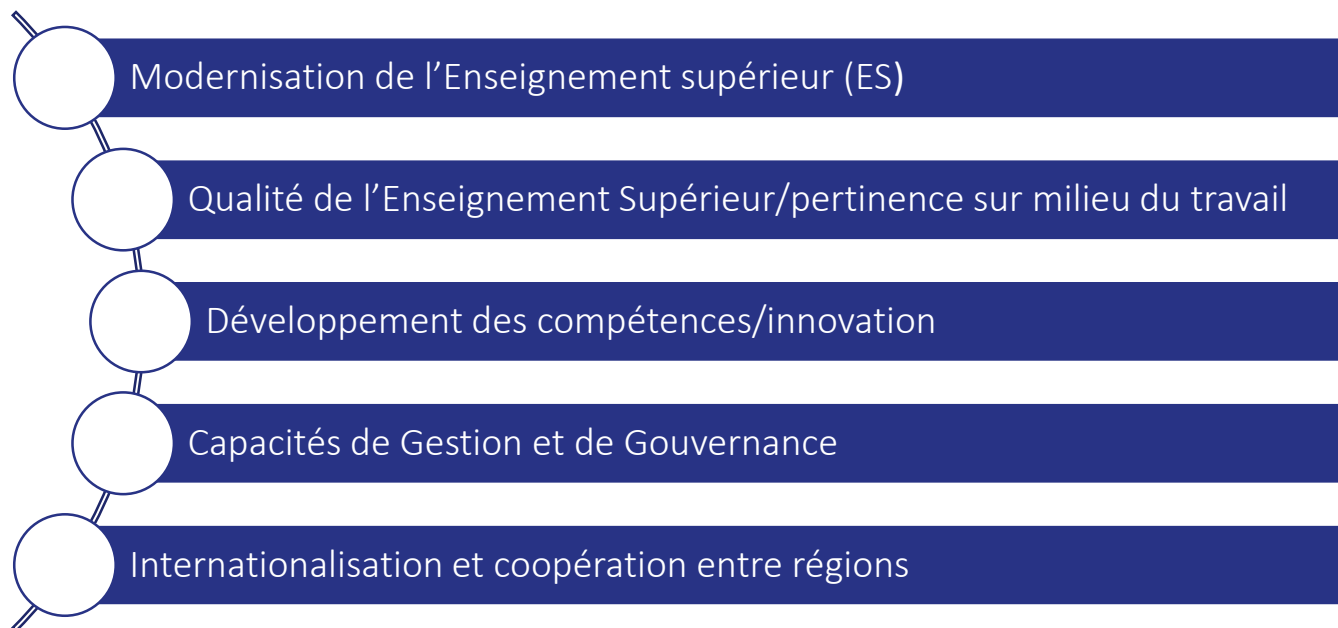 Modernisation de l’Enseignement supérieur (ES)
Qualité de l’Enseignement Supérieur/pertinence sur milieu du travail
Développement des compétences/innovation
Capacités de Gestion et de Gouvernance
Internationalisation et coopération entre régions